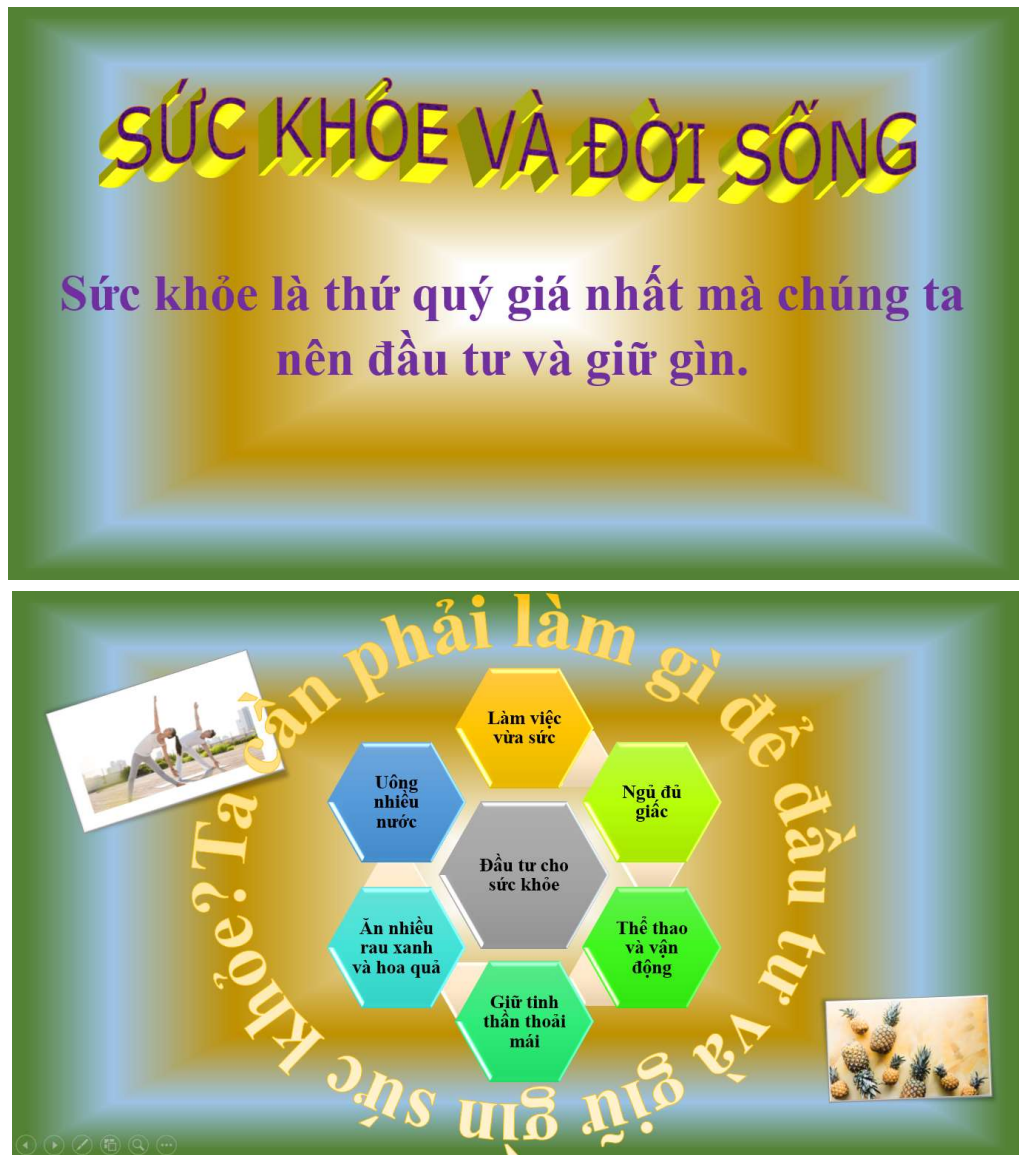 SỨC KHỎE VÀ ĐỜI SỐNG
Sức khỏe là thứ quý giá nhất mà chúng ta
nên đầu tư và giữ gìn.
Ta cần phải làm gì để đầu tư và giữ gìn sức khỏe?
Làm việc
vừa sức
Ngủ đủ
giấc
Thể thao
và vận
động
Giữ tinh
thần thoải
mái
Ăn nhiều
rau xanh
và hoa quả
Uông
nhiều
nước
Đầu tư cho
sức khỏe